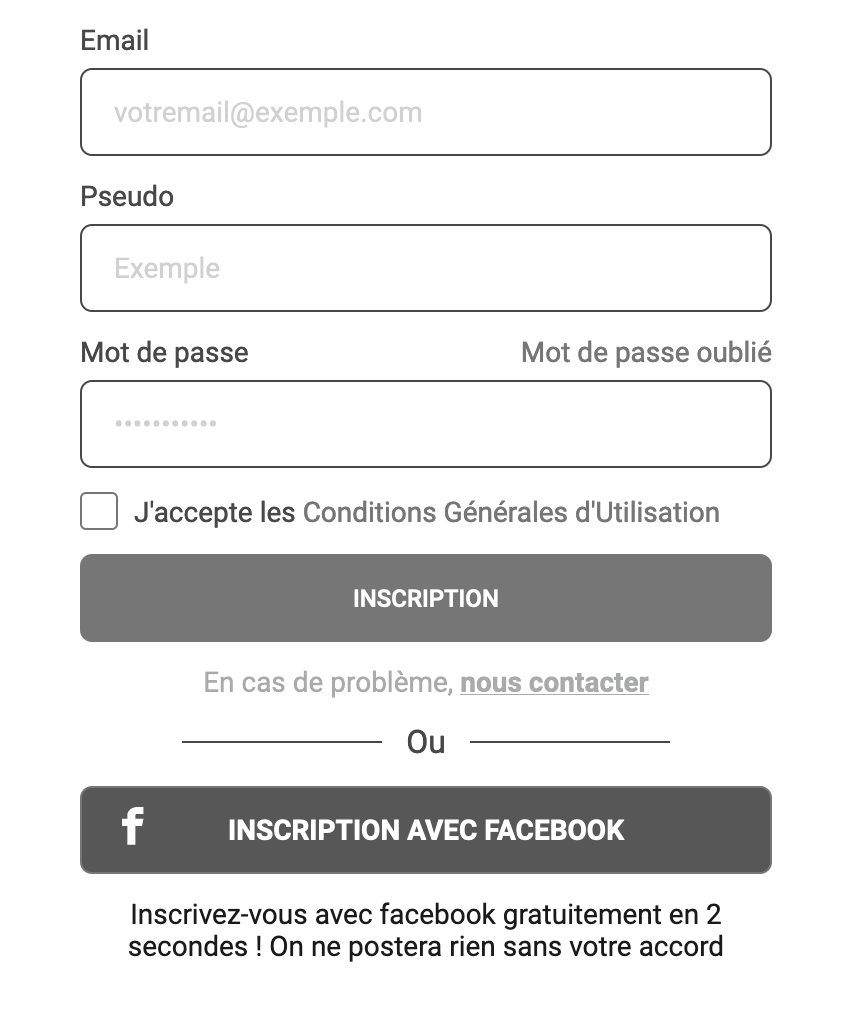 Email
votremail@exemple.com
Pseudo
Exemple
Mot de passe Mot de passe oublié
•••••••••••
J'accepte les Conditions Générales d'Utilisation
INSCRIPTION
En cas de problème, nous contacter
Ou
f INSCRIPTION AVEC FACEBOOK
Inscrivez-vous avec facebook gratuitement en 2
secondes ! On ne postera rien sans votre accord